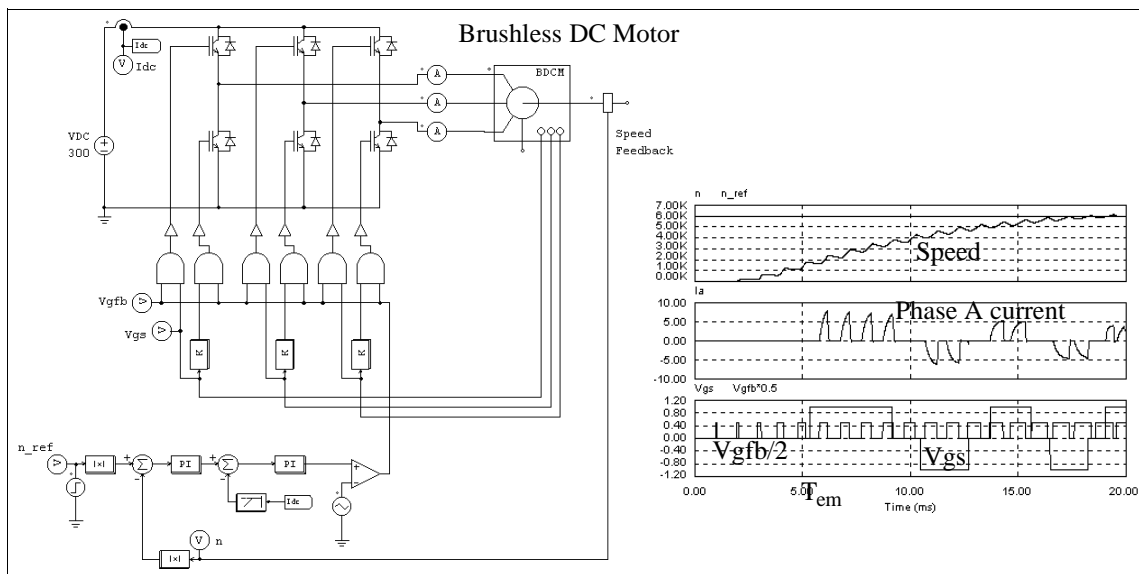 Brushless DC Motor
Idc
V
Idc
VDC
300
A
A
A
BDCM
Speed
Feedback
Vgfb
V
Vgs
V
K
K
K
n_ref
V
|x|
+
Σ
-
PI
+
Σ
-
PI
+
-
Idc
V
n
|x|
n n_ref
7.00K
6.00K
5.00K
4.00K
3.00K
2.00K
1.00K
0.00K
Speed
Ia
10.00
5.00
0.00
-5.00
-10.00
Phase A current
Vgs Vgfb*0.5
1.20
0.80
0.40
0.00
-0.40
-0.80
-1.20
Vgfb/2
Vgs
0.00 5.00 10.00 15.00 20.00
Tem
Time (ms)